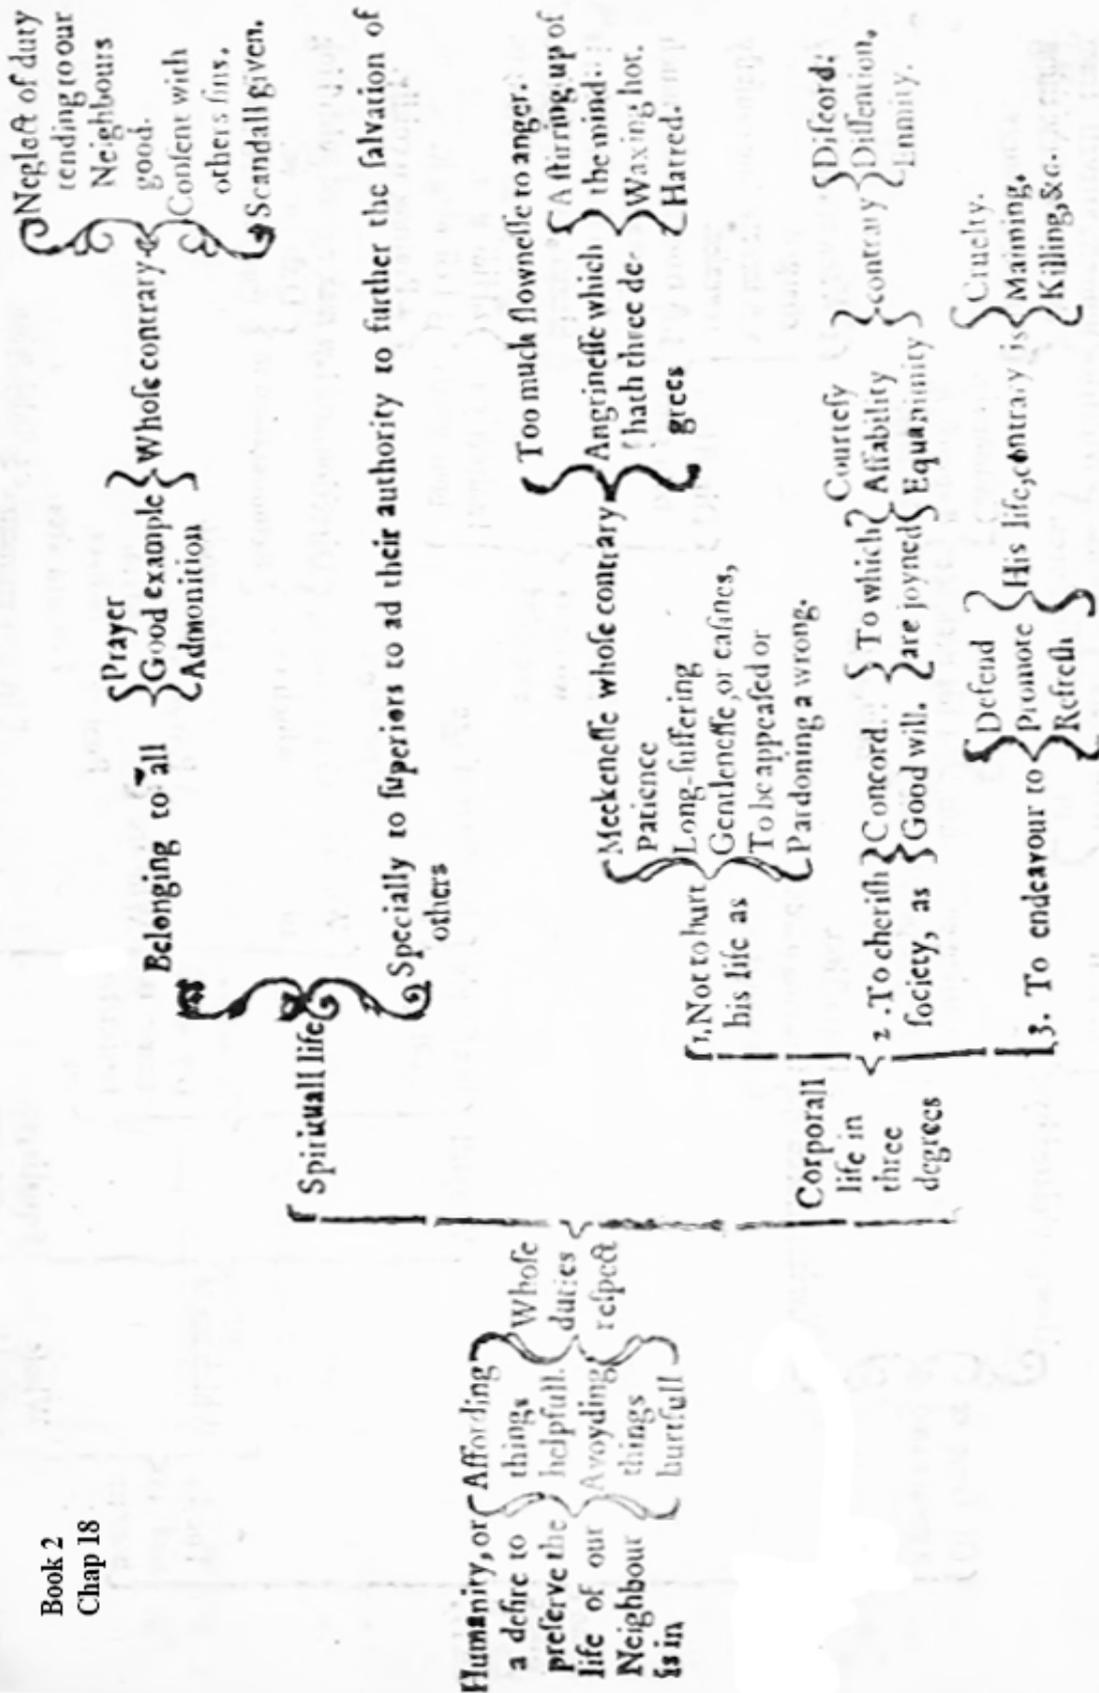 Book 2
Chap 18
Humanity, or
a desire to
preserve the
life of our
Neighbour
is in
Affording
things
helpfull.
Avoyding
things
hurtfull
Whose
duties
respect
Spirituall life
Belonging to all
Prayer
Good example
Admonition
Whose contrary
Neglect of duty
tending to our
Neighbours
good.
Consent with
others sins.
Scandall given.
Specially to superiors to ad their authority to further the salvation of
others
Corporall
life in
three
degrees
1. Not to hurt
his life as
Meekenesse whose contrary
Patience
Long-suffering
Gentlenesse, or easines,
To be appeased or
Pardoning a wrong.
Too much slownesse to anger.
Angrinesse which
hath three de-
grees
A stirring up of
the mind.
Waxing hot.
Hatred.
2. To cherish
society, as
Concord.
Good will.
To which
are joyned
Courtesy
Affability
Equanimity
contrary
Discord.
Dissention.
Enmity.
3. To endeavour to
Defend
Promote
Refresh
His life, contrary is
Cruelty.
Maiming.
Killing, &c.